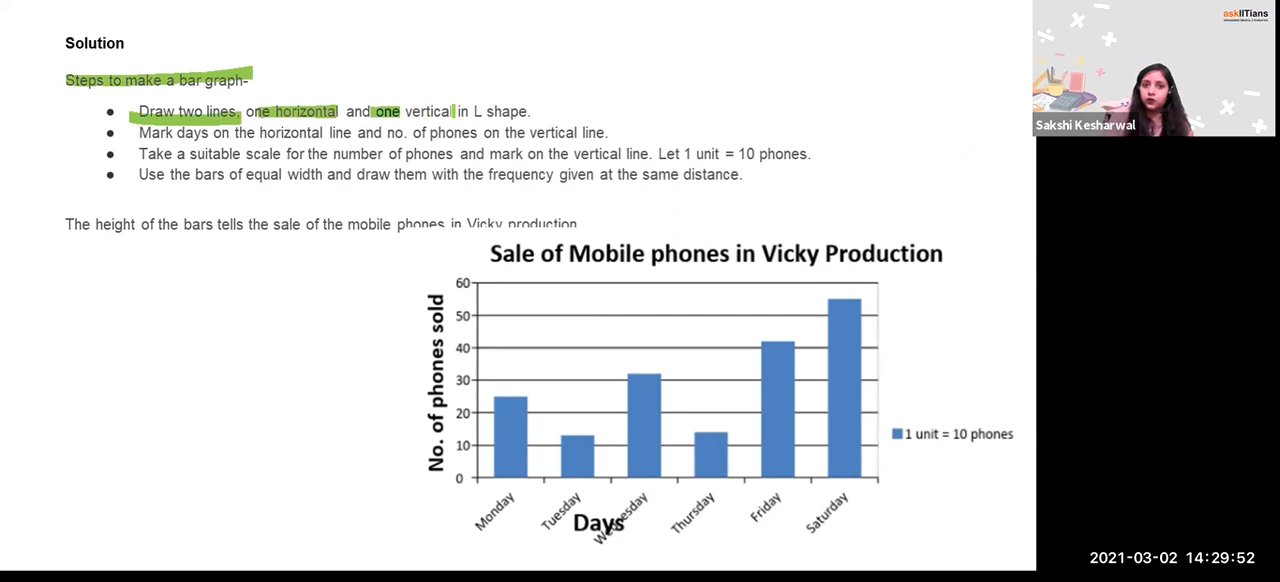 Solution
Steps to make a bar graph-
● Draw two lines, one horizontal and one vertical in L shape.
● Mark days on the horizontal line and no. of phones on the vertical line.
● Take a suitable scale for the number of phones and mark on the vertical line. Let 1 unit = 10 phones.
● Use the bars of equal width and draw them with the frequency given at the same distance.
The height of the bars tells the sale of the mobile phones in Vicky production
Sale of Mobile phones in Vicky Production
No. of phones sold
60
50
40
30
20
10
0
Monday
Tuesday
Wednesday
Thursday
Friday
Saturday
Days
1 unit = 10 phones
askIITians
Sakshi Kesharwal
2021-03-02 14:29:52